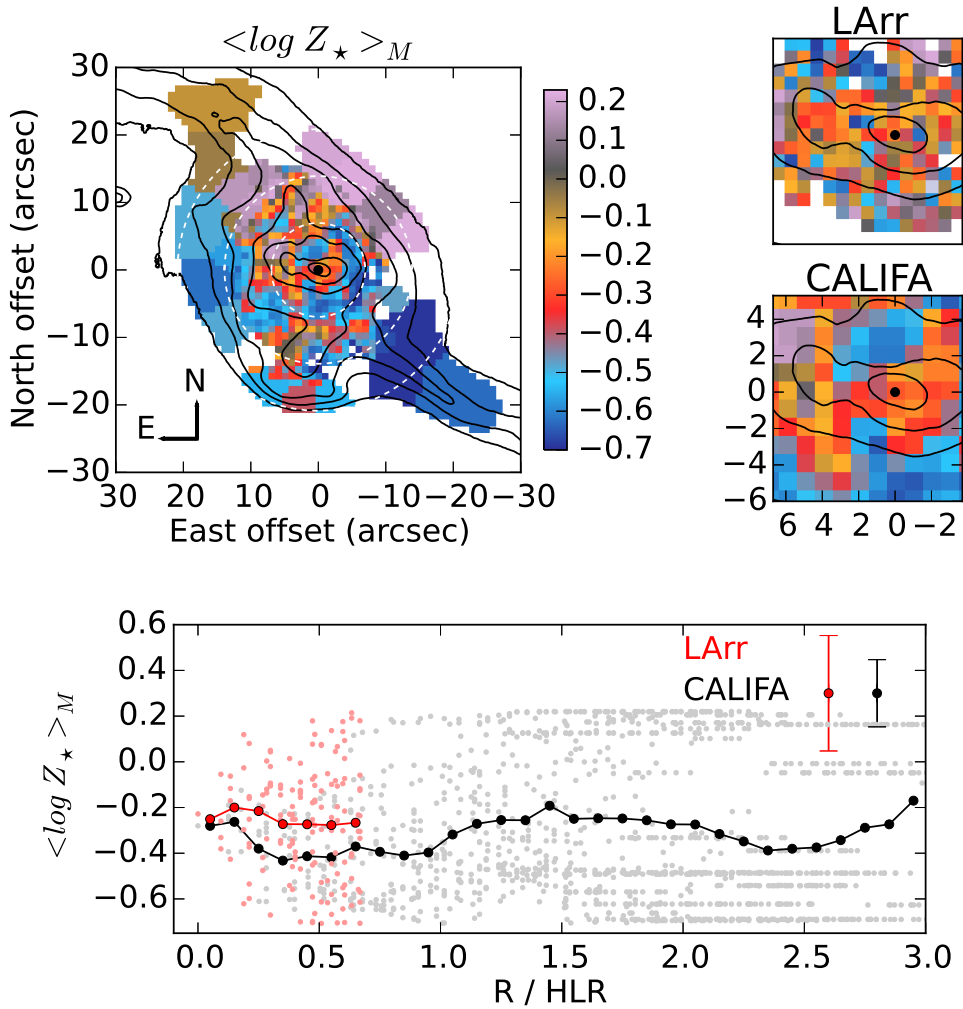 <log Z⋆>M
30
20
10
0
−10
−20
−30
30 20 10 0 −10 −20 −30
North offset (arcsec)
East offset (arcsec)
N
E
0.2
0.1
0.0
−0.1
−0.2
−0.3
−0.4
−0.5
−0.6
−0.7
LArr
CALIFA
4
2
0
−2
−4
−6
6 4 2 0 −2
<log Z⋆>M
0.6
0.4
0.2
0.0
−0.2
−0.4
−0.6
LArr
CALIFA
0.0 0.5 1.0 1.5 2.0 2.5 3.0
R / HLR